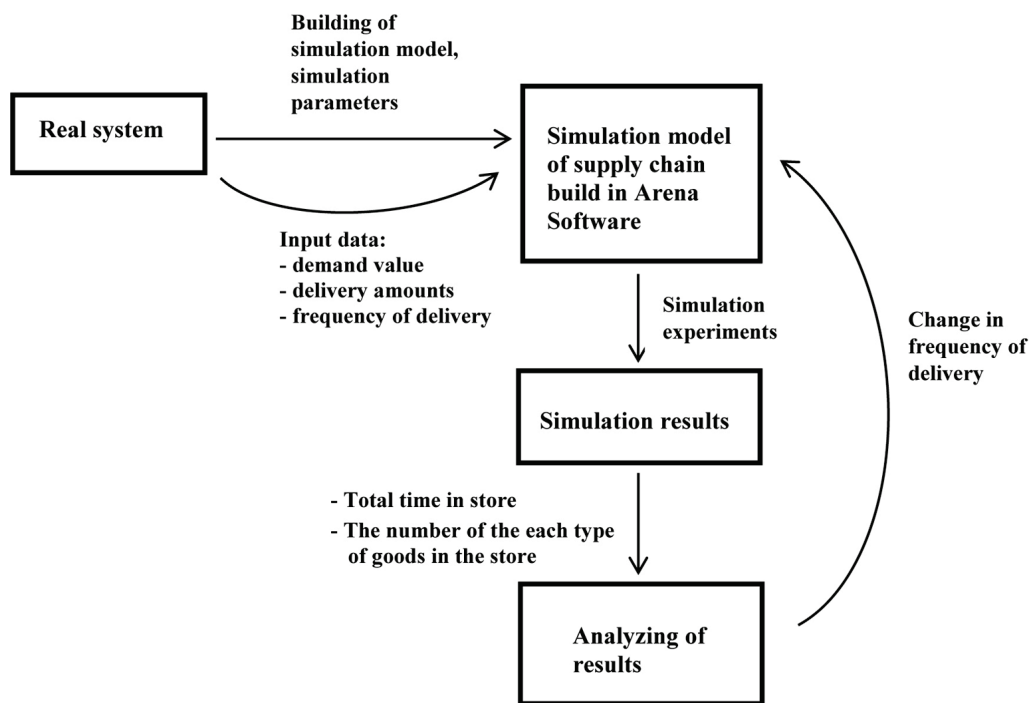 Building of
simulation model,
simulation
parameters
Real system
Simulation model
of supply chain
build in Arena
Software
Input data:
- demand value
- delivery amounts
- frequency of delivery
Simulation
experiments
Change in
frequency of
delivery
Simulation results
- Total time in store
- The number of the each type
of goods in the store
Analyzing of
results